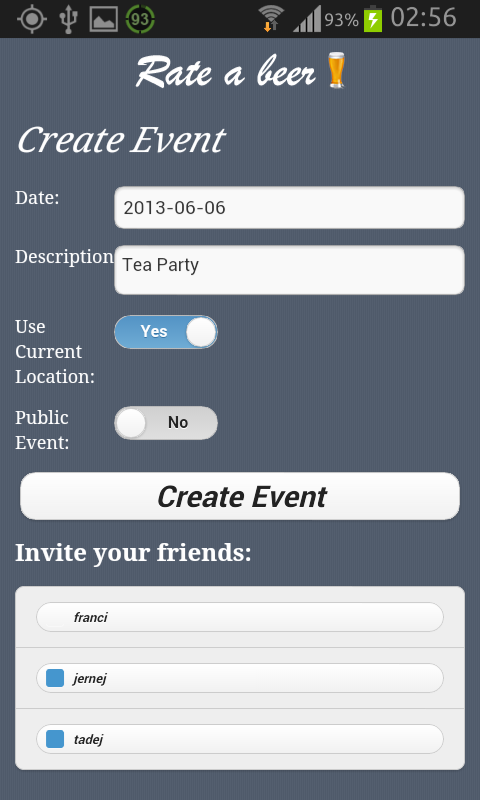 93 93% 02:56
Rate a beer
Create Event
Date: 2013-06-06
Description Tea Party
Use
Current
Location:
Yes
Public
Event:
No
Create Event
Invite your friends:
franci
jernej
tadej